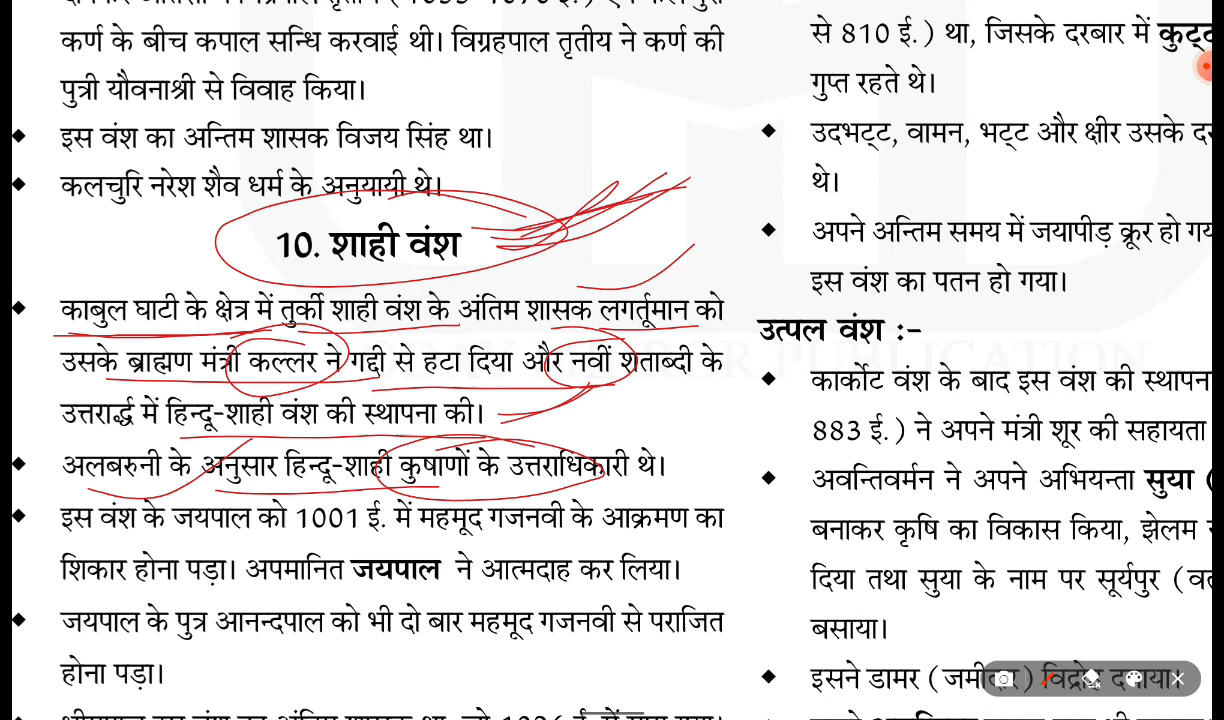 कर्ण के बीच कपाल सन्धि करवाई थी। विग्रहपाल तृतीय ने कर्ण की
पुत्री यौवनाश्री से विवाह किया।
इस वंश का अन्तिम शासक विजय सिंह था।
कलचुरि नरेश शैव धर्म के अनुयायी थे।
10. शाही वंश
काबुल घाटी के क्षेत्र में तुर्की शाही वंश के अंतिम शासक लगर्तूमान को
उसके ब्राह्मण मंत्री कल्लर ने गद्दी से हटा दिया और नवीं शताब्दी के
उत्तरार्द्ध में हिन्दू-शाही वंश की स्थापना की।
अलबरुनी के अनुसार हिन्दू-शाही कुषाणों के उत्तराधिकारी थे।
इस वंश के जयपाल को 1001 ई. में महमूद गजनवी के आक्रमण का
शिकार होना पड़ा। अपमानित जयपाल ने आत्मदाह कर लिया।
जयपाल के पुत्र आनन्दपाल को भी दो बार महमूद गजनवी से पराजित
होना पड़ा।
से 810 ई.) था, जिसके दरबार में
गुप्त रहते थे।
उदभट्ट, वामन, भट्ट और क्षीर उसके
थे।
अपने अन्तिम समय में जयापीड़ क्रूर हो
इस वंश का पतन हो गया।
उत्पल वंश :-
कार्कोट वंश के बाद इस वंश की स्थापन
883 ई.) ने अपने मंत्री शूर की सहायता
अवन्तिवर्मन ने अपने अभियन्ता सुया (
बनाकर कृषि का विकास किया, झेलम
दिया तथा सुया के नाम पर सूर्यपुर
बसाया।
इसने डामर (जमींदार) विद्रोह दबाया।